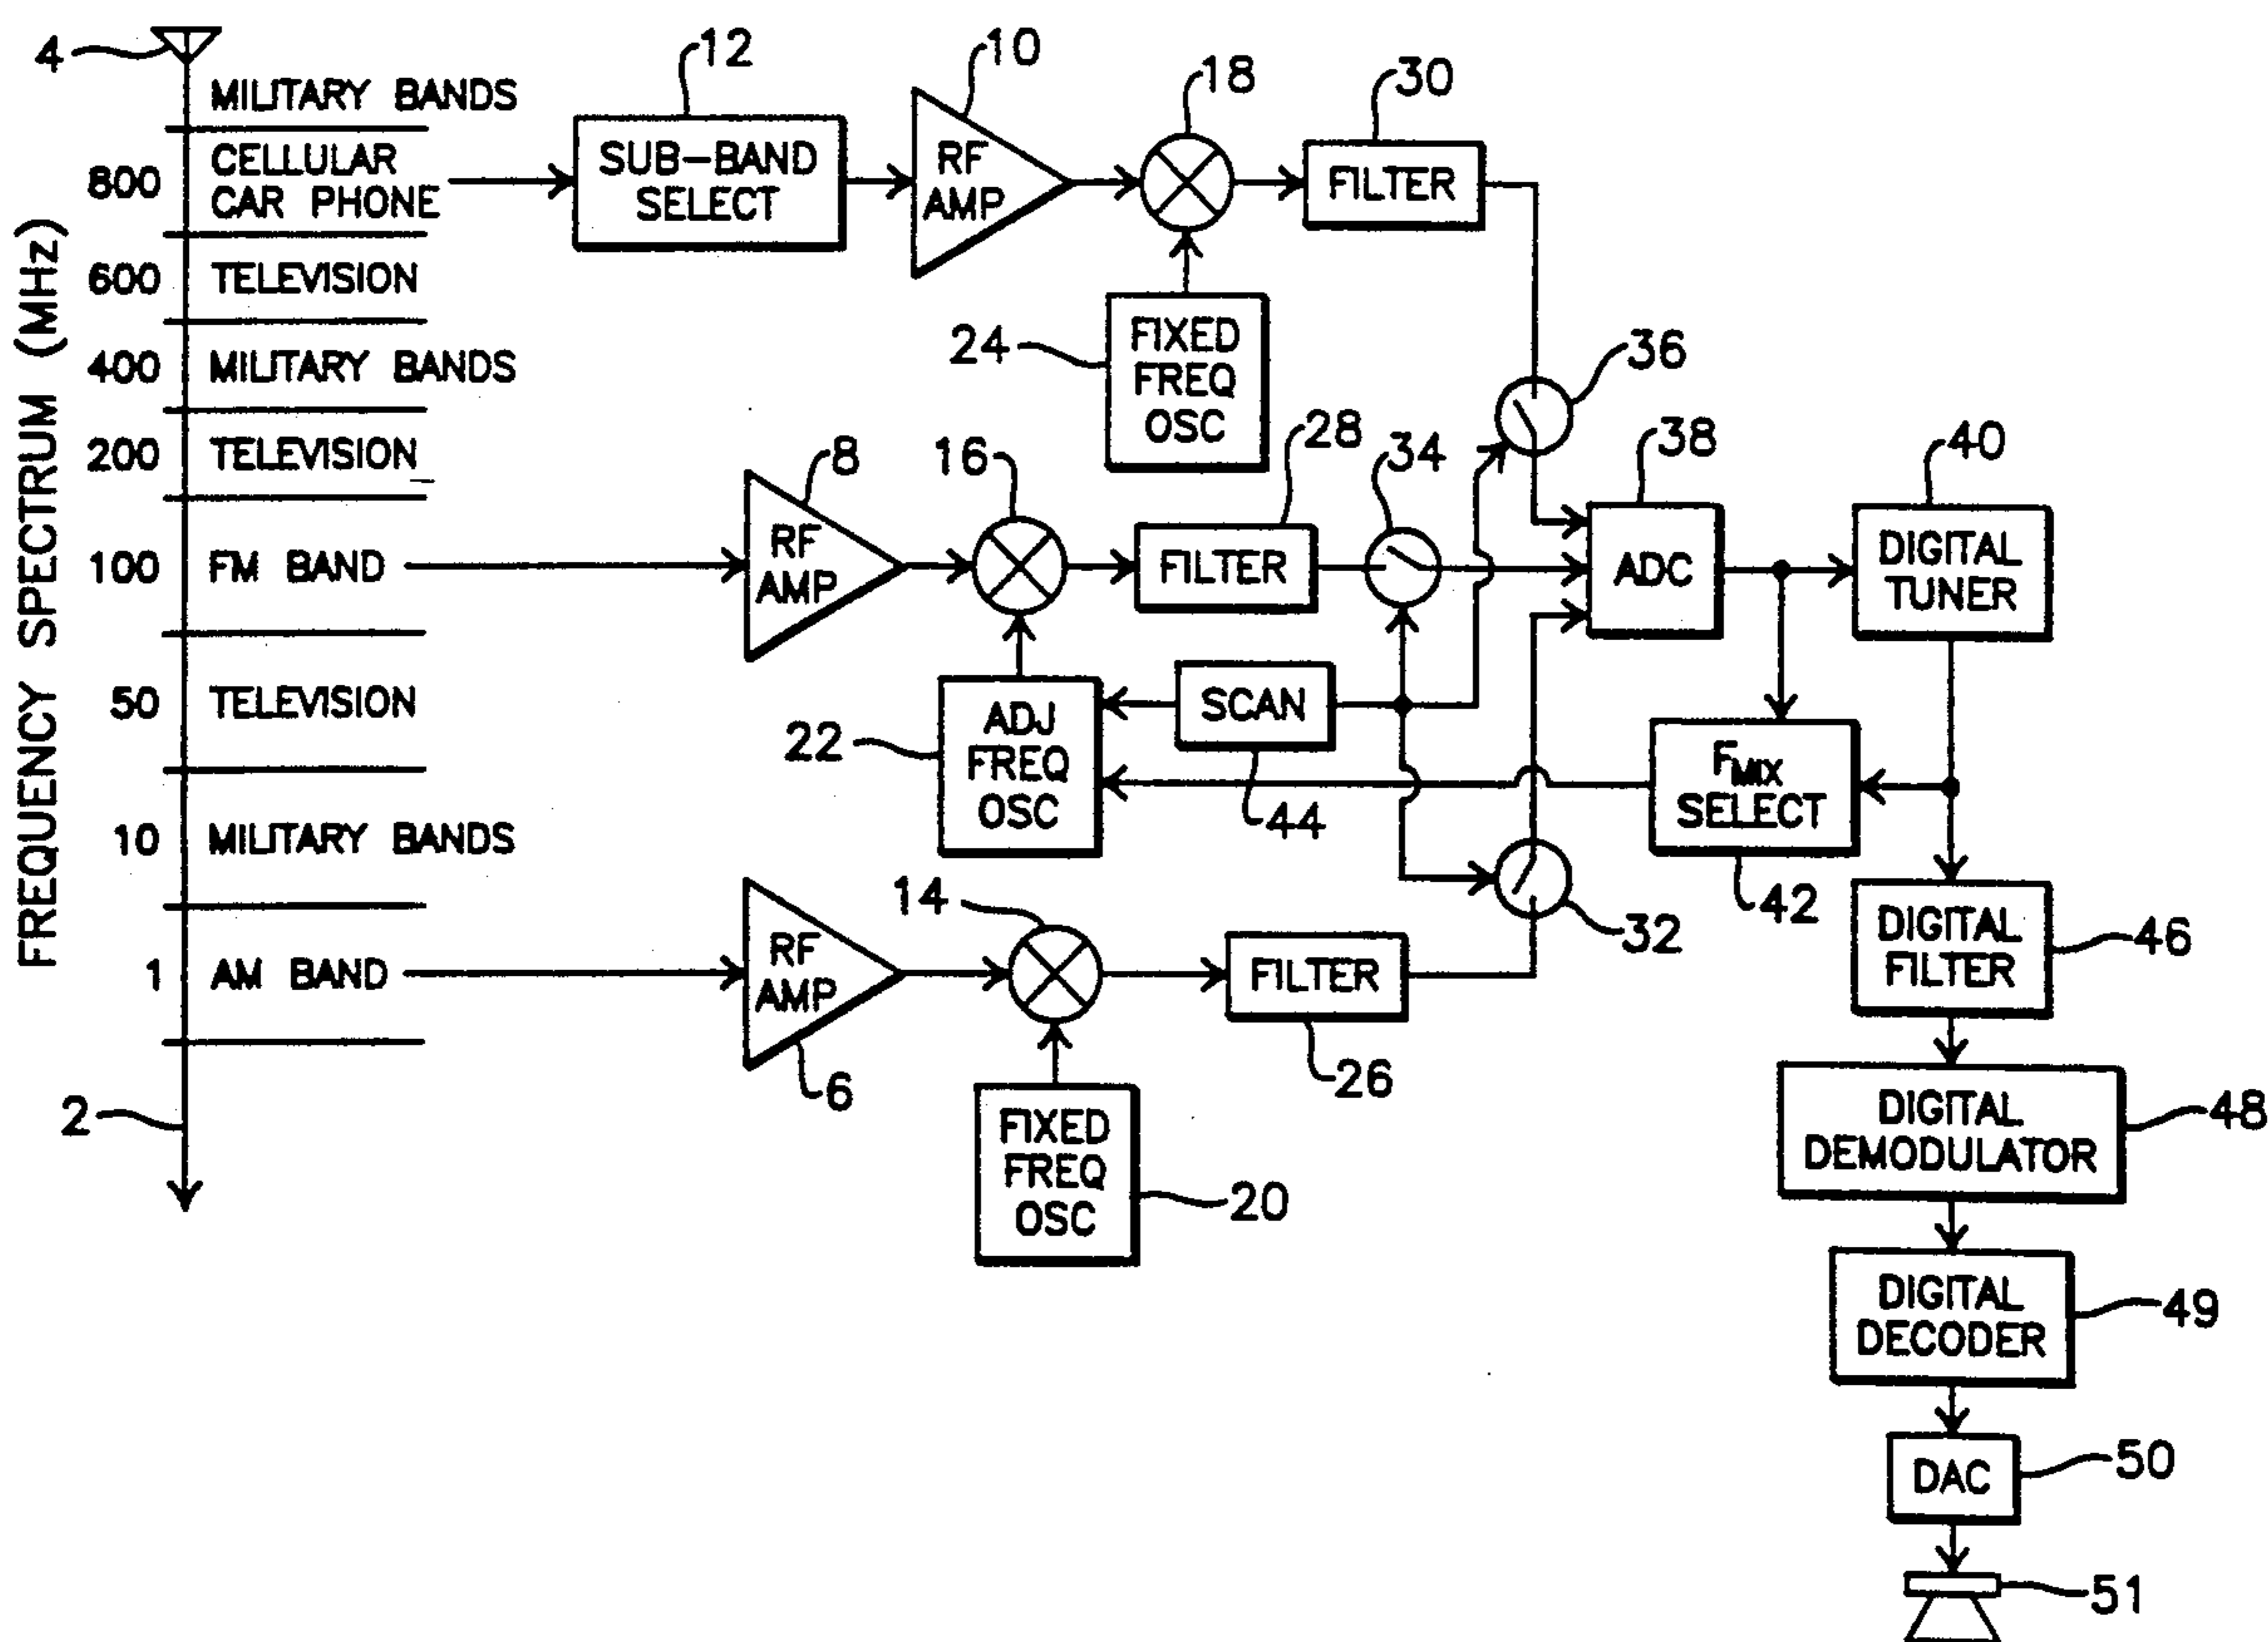 FREQUENCY SPECTRUM (MHz)
4
MILITARY BANDS
800
CELLULAR
CAR PHONE
600
TELEVISION
400
MILITARY BANDS
200
TELEVISION
100
FM BAND
50
TELEVISION
10
MILITARY BANDS
1
AM BAND
2
12
SUB-BAND
SELECT
10
RF
AMP
18
30
FILTER
24
FIXED
FREQ
OSC
36
8
RF
AMP
16
28
FILTER
34
38
ADC
40
DIGITAL
TUNER
22
ADJ
FREQ
OSC
SCAN
44
FMIX
SELECT
42
6
RF
AMP
14
FILTER
26
32
FIXED
FREQ
OSC
20
DIGITAL
FILTER
46
DIGITAL
DEMODULATOR
48
DIGITAL
DECODER
49
DAC
50
51